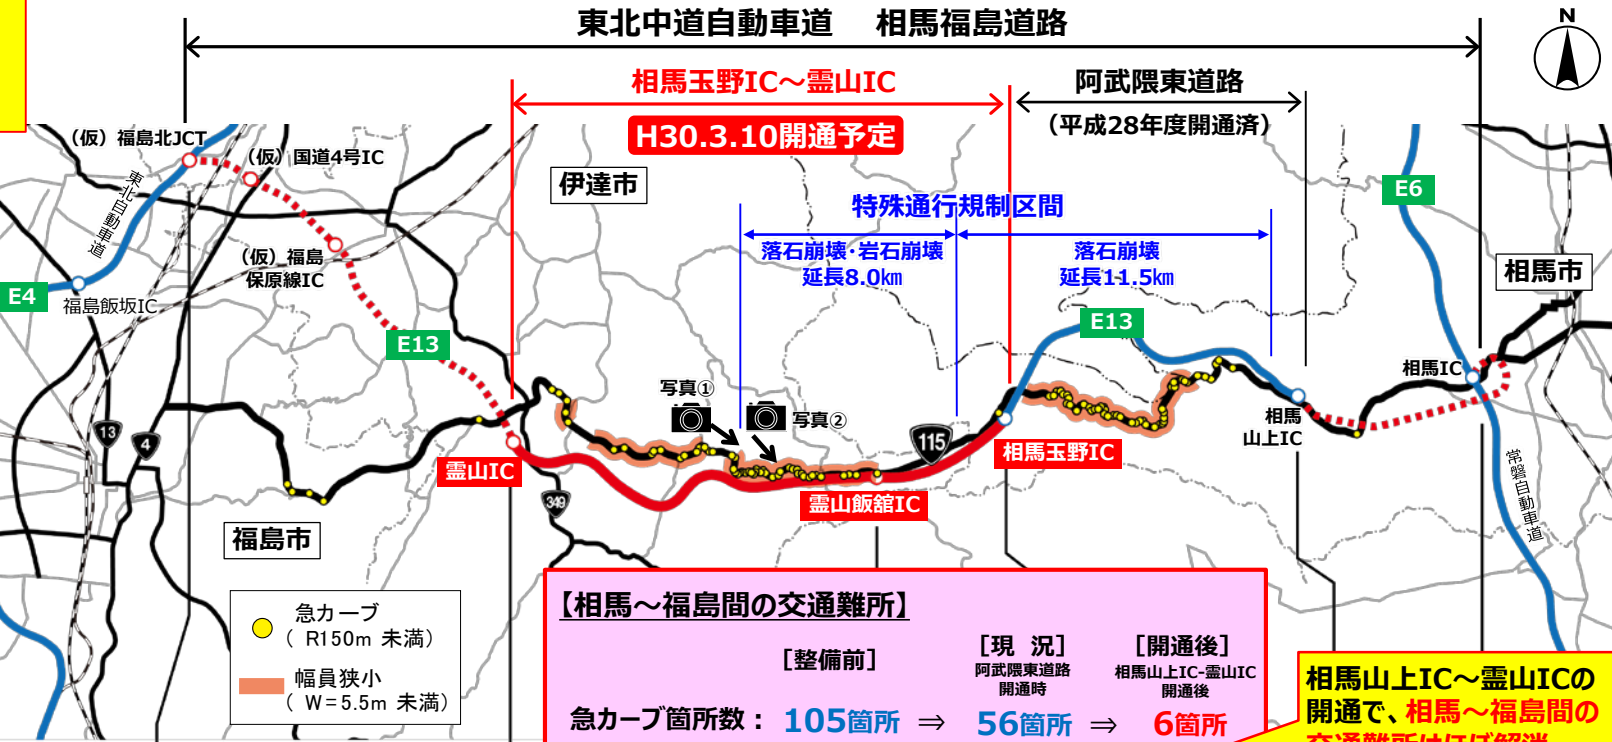 東北中道自動車道 相馬福島道路
N
相馬玉野IC～霊山IC
H30.3.10開通予定
阿武隈東道路
（平成28年度開通済）
（仮）福島北JCT
（仮）国道4号IC
東北自動車道
（仮）福島
保原線IC
E4
福島飯坂IC
E13
伊達市
特殊通行規制区間
落石崩壊・岩石崩壊
延長8.0㎞
落石崩壊
延長11.5㎞
E6
相馬市
E13
相馬IC
相馬
山上IC
写真①
写真②
115
相馬玉野IC
霊山IC
霊山飯舘IC
13
4
349
福島市
常磐自動車道
急カーブ
（ R150m 未満）
幅員狭小
（ W=5.5m 未満）
【相馬～福島間の交通難所】
［整備前］ ［現 況］ ［開通後］
阿武隈東道路
開通時
相馬山上IC-霊山IC
開通後
急カーブ箇所数： 105箇所 ⇒ 56箇所 ⇒ 6箇所
相馬山上IC～霊山ICの
開通で、相馬～福島間の
交通難所はほぼ解消